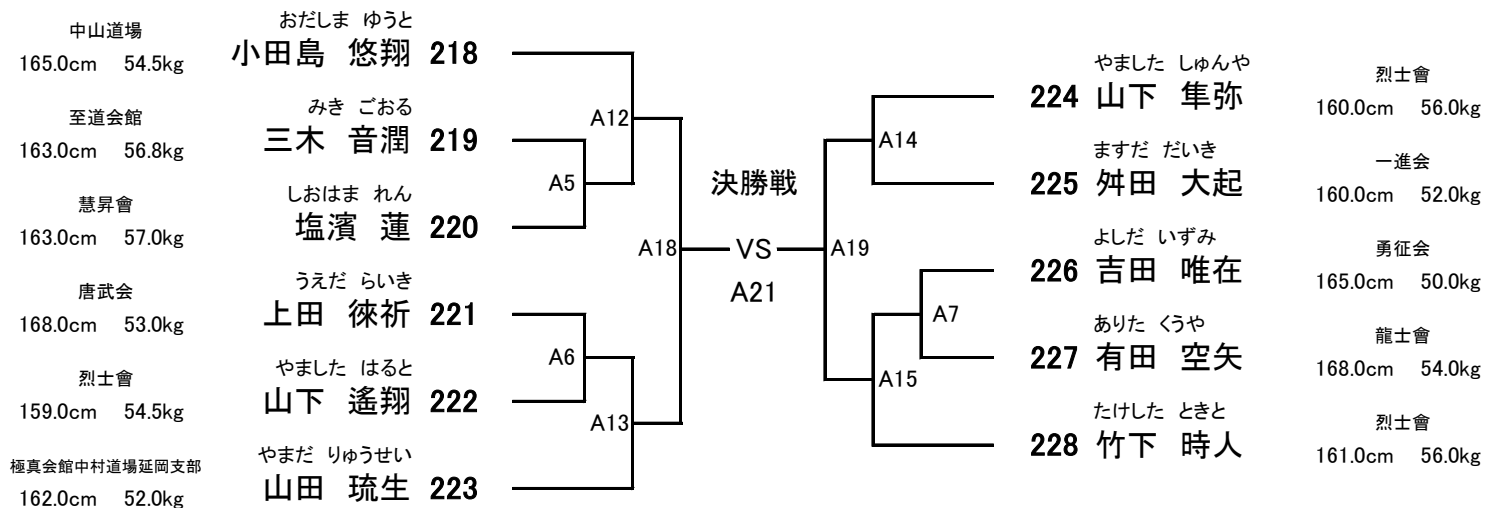 おだしま ゆうと
中山道場
165.0cm 54.5kg
小田島 悠翔 218
みき ごおる
至道会館
163.0cm 56.8kg
三木 音潤 219
しおはま れん
慧昇會
163.0cm 57.0kg
塩濱 蓮 220
うえだ らいき
唐武会
168.0cm 53.0kg
上田 徠祈 221
やました はると
烈士會
159.0cm 54.5kg
山下 遙翔 222
やまだ りゅうせい
極真会館中村道場延岡支部
162.0cm 52.0kg
山田 琉生 223
A12
A5
A18
A6
A13
決勝戦
VS
A21
A14
A19
A7
A15
やました しゅんや
224 山下 隼弥
烈士會
160.0cm 56.0kg
ますだ だいき
225 舛田 大起
一進会
160.0cm 52.0kg
よしだ いずみ
226 吉田 唯在
勇征会
165.0cm 50.0kg
ありた くうや
227 有田 空矢
龍士會
168.0cm 54.0kg
たけした ときと
228 竹下 時人
烈士會
161.0cm 56.0kg